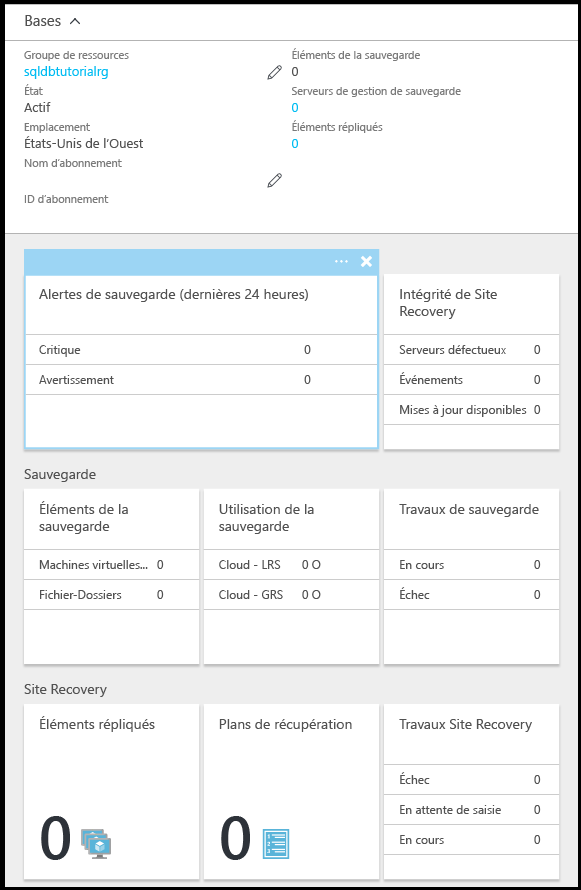 Bases
Groupe de ressources
sqldbtutorialrg
État
Actif
Emplacement
États-Unis de l'Ouest
Nom d'abonnement
ID d'abonnement
Éléments de la sauvegarde
0
Serveurs de gestion de sauvegarde
0
Éléments répliqués
0
Alertes de sauvegarde (dernières 24 heures)
Critique 0
Avertissement 0
Intégrité de Site
Recovery
Serveurs défectueux 0
Événements 0
Mises à jour disponibles 0
Sauvegarde
Éléments de la
sauvegarde
Machines virtuelles... 0
Fichier-Dossiers 0
Utilisation de la
sauvegarde
Cloud - LRS 0 O
Cloud - GRS 0 O
Travaux de sauvegarde
En cours 0
Échec 0
Site Recovery
Éléments répliqués
0
Plans de récupération
0
Travaux Site Recovery
Échec 0
En attente de saisie 0
En cours 0